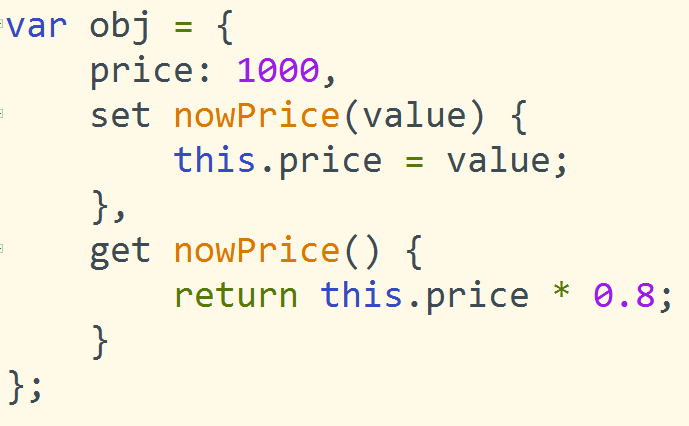 var obj = {
    price: 1000,
    set nowPrice(value) {
        this.price = value;
    },
    get nowPrice() {
        return this.price * 0.8;
    }
};